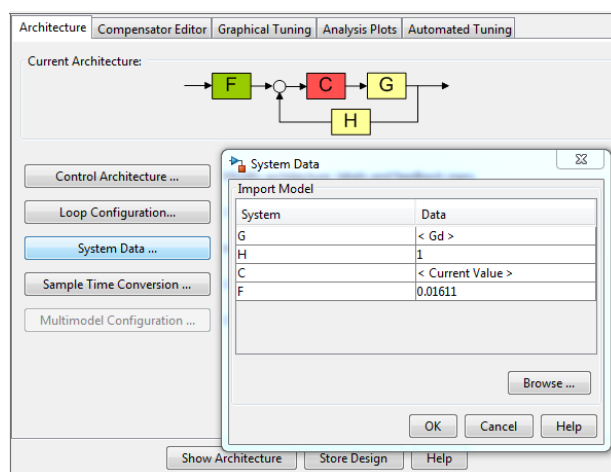 Architecture Compensator Editor Graphical Tuning Analysis Plots Automated Tuning
Current Architecture:
F C G
H
Control Architecture ...
Loop Configuration...
System Data ...
Sample Time Conversion ...
Multimodel Configuration ...
System Data
Import Model
System Data
G < Gd >
H 1
C < Current Value >
F 0.01611
Browse ...
OK Cancel Help
Show Architecture Store Design Help